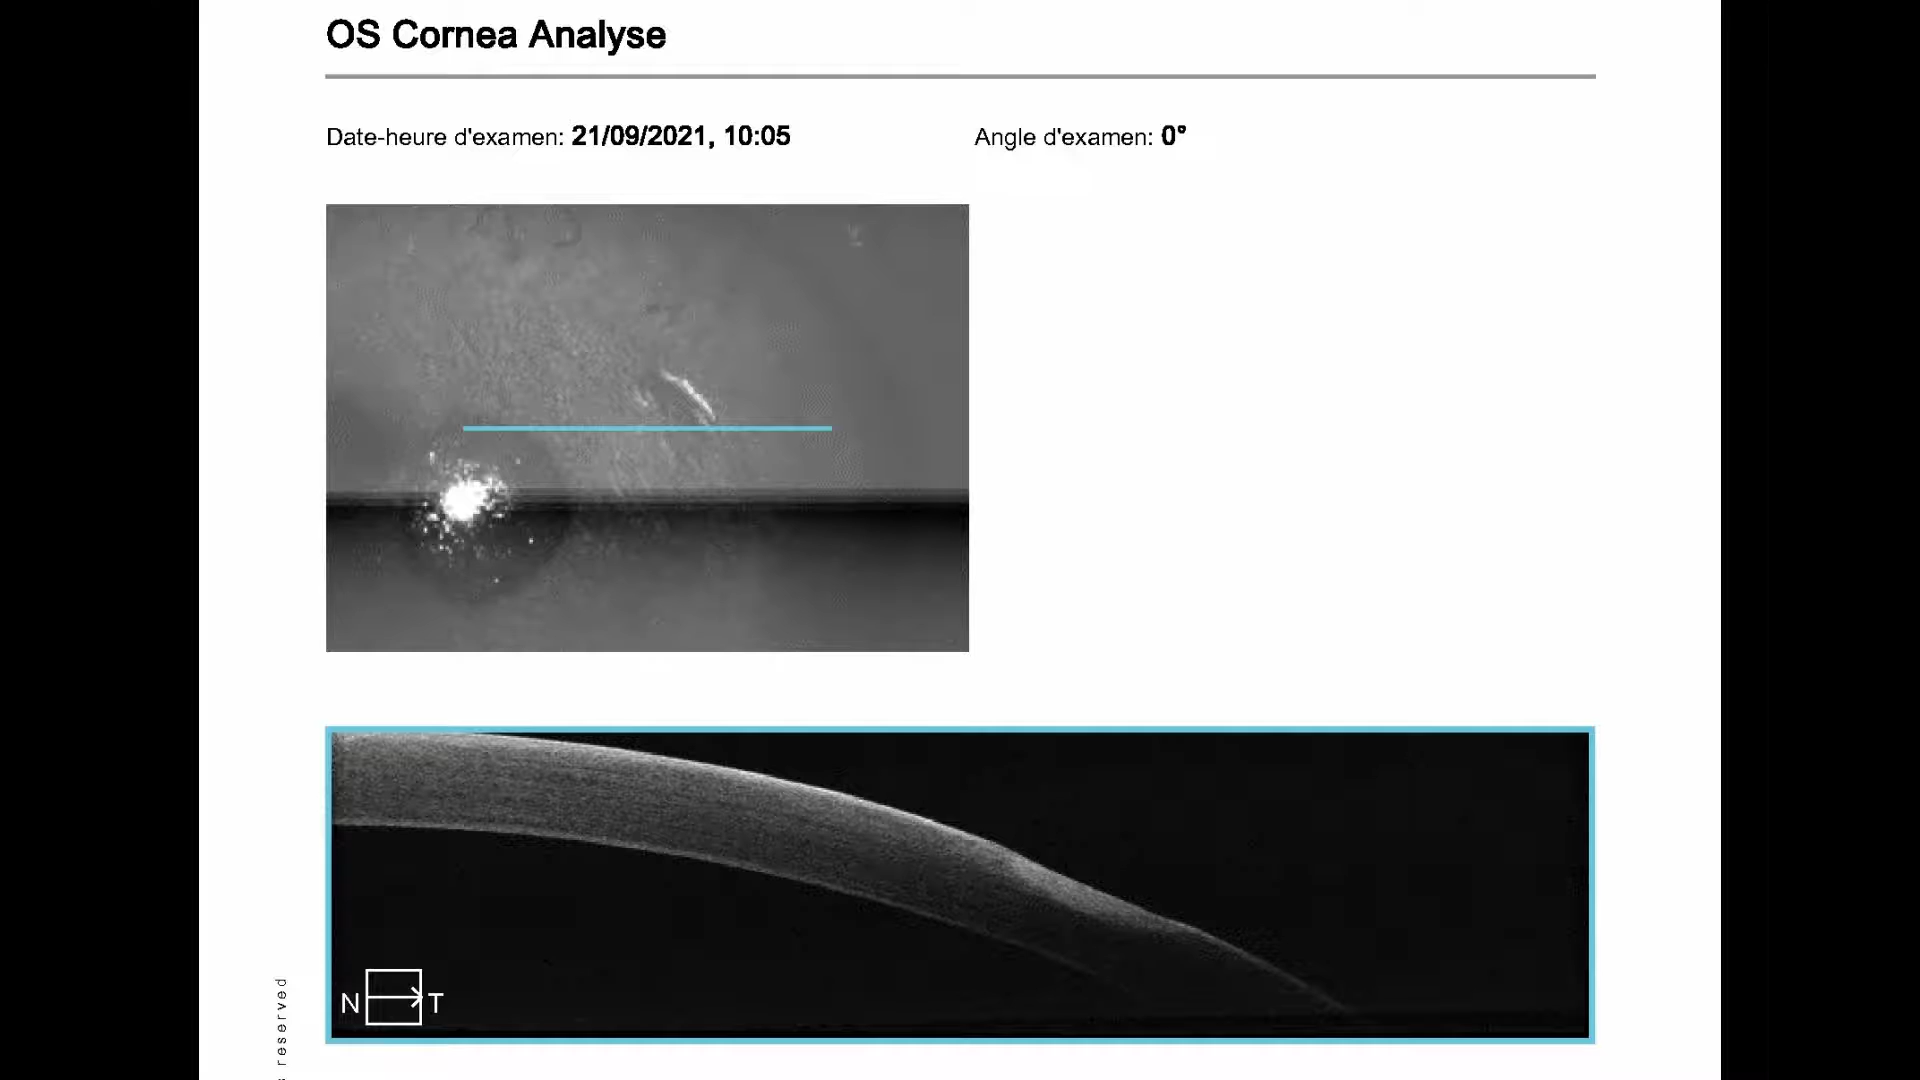 OS Cornea Analyse
Date-heure d'examen: 21/09/2021, 10:05
Angle d'examen: 0°
N T
reserved